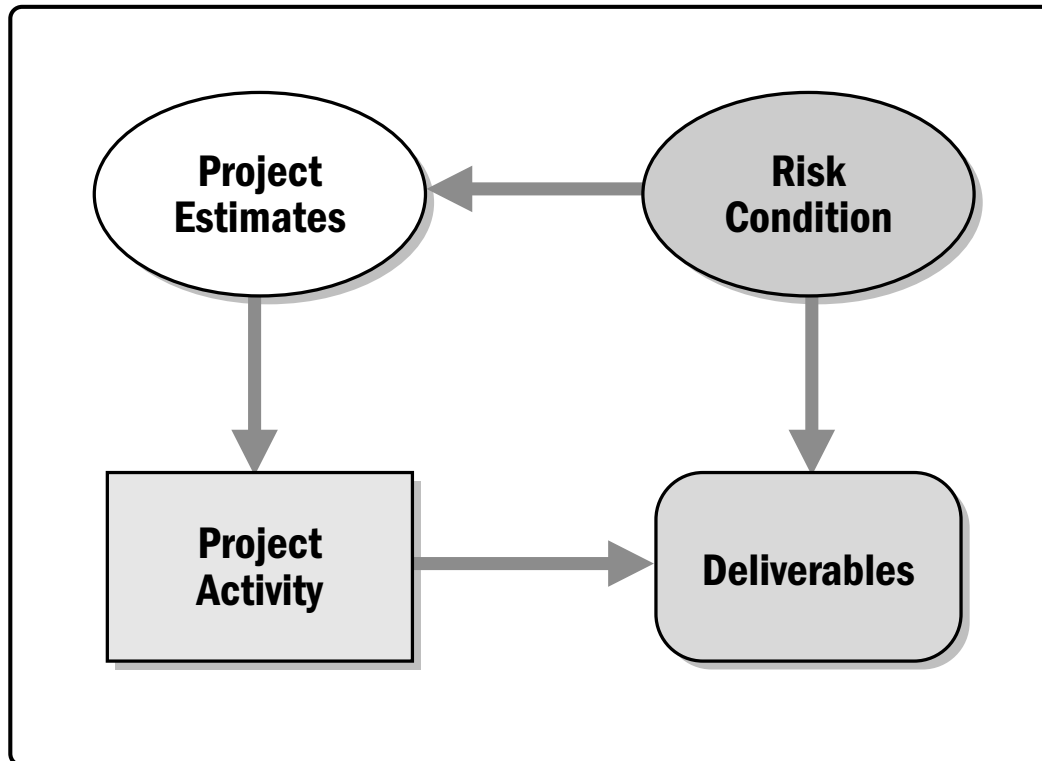 Project
Estimates
Risk
Condition
Project
Activity
Deliverables